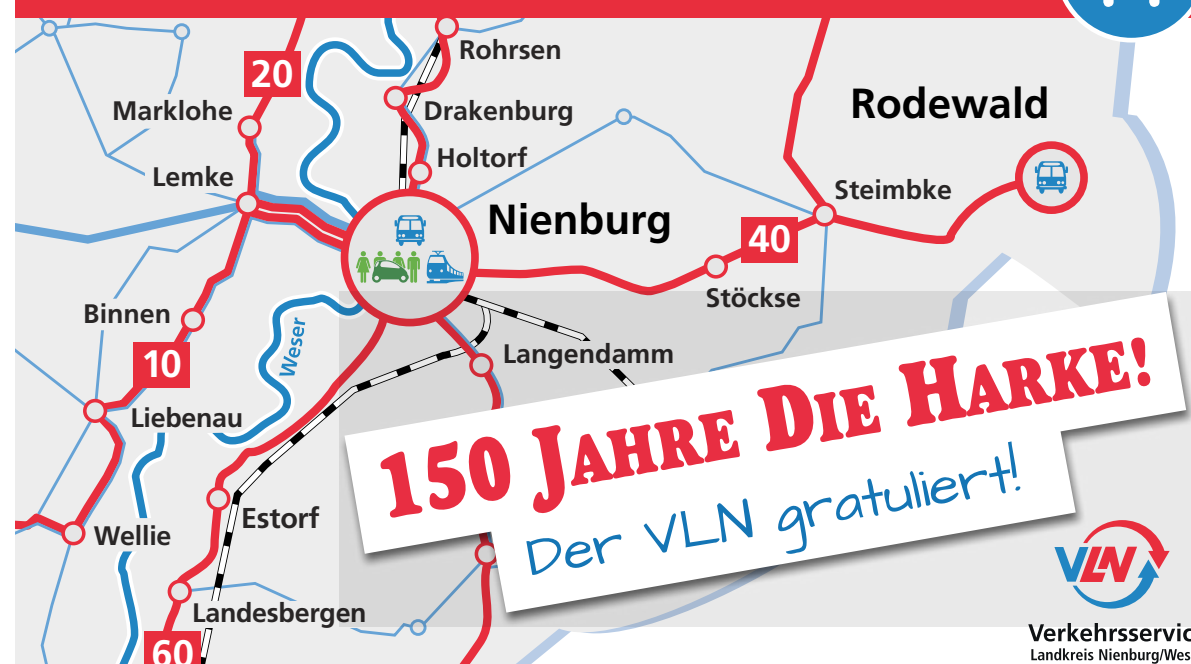 Rohrsen
20
Marklohe
Drakenburg
Rodewald
Holtorf
Lemke
Steimbke
Nienburg
40
Stöckse
Binnen
Weser
Langendamm
10
Liebenau
150 JAHRE DIE HARKE!
Der VLN gratuliert!
Estorf
Wellie
VLN
Landesbergen
Verkehrsservic
Landkreis Nienburg/Wes
60